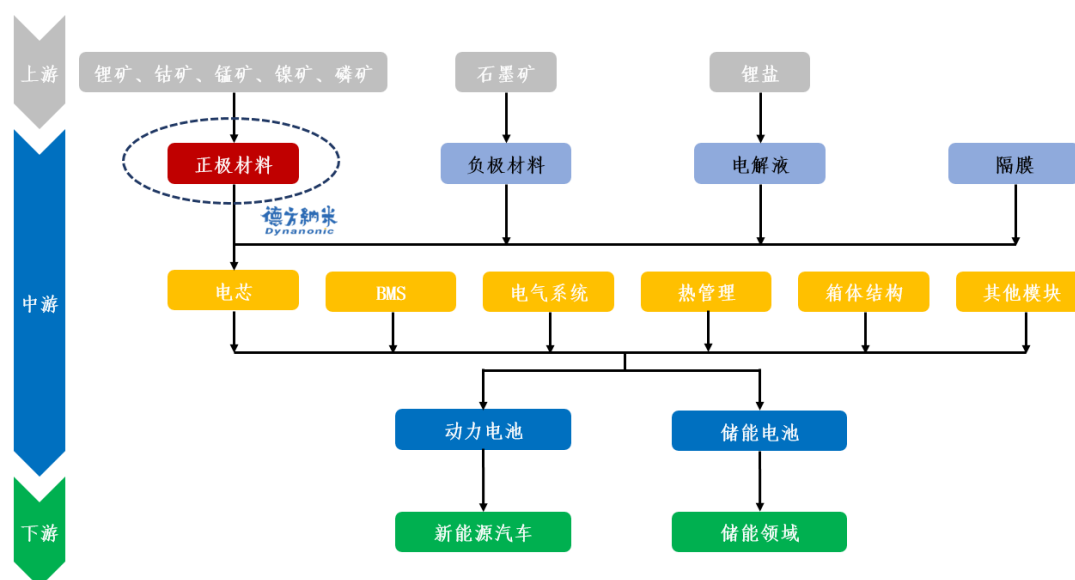 上游
锂矿、钴矿、锰矿、镍矿、磷矿
石墨矿
锂盐
正极材料
负极材料
电解液
隔膜
德方納米
Dynanonic
中游
电芯
BMS
电气系统
热管理
箱体结构
其他模块
动力电池
储能电池
下游
新能源汽车
储能领域